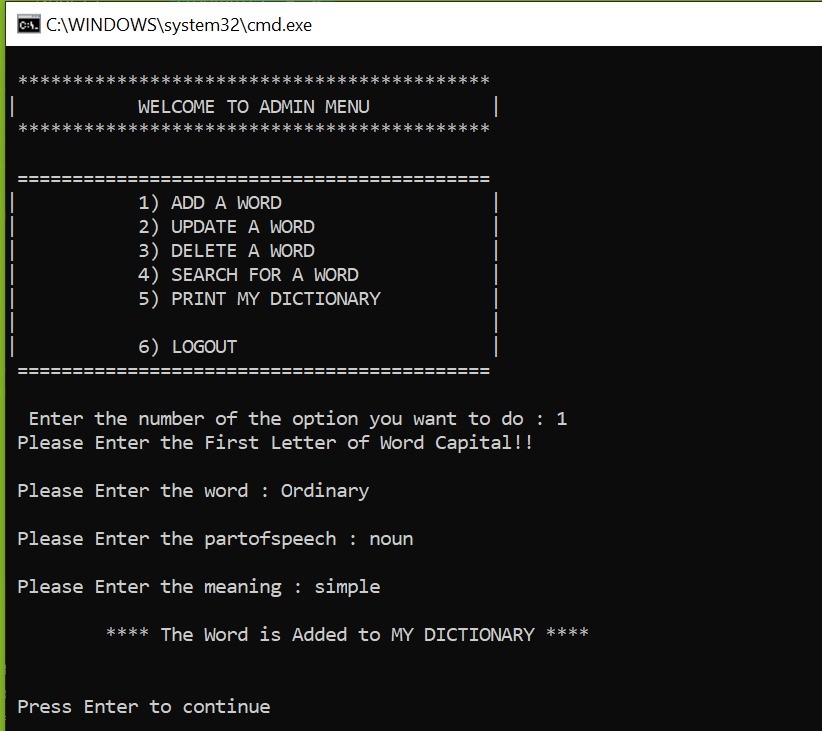 C:\WINDOWS\system32\cmd.exe
*******************************************
| WELCOME TO ADMIN MENU |
*******************************************
===========================================
| 1) ADD A WORD |
| 2) UPDATE A WORD |
| 3) DELETE A WORD |
| 4) SEARCH FOR A WORD |
| 5) PRINT MY DICTIONARY |
| |
| 6) LOGOUT |
===========================================
Enter the number of the option you want to do : 1
Please Enter the First Letter of Word Capital!!
Please Enter the word : Ordinary
Please Enter the partofspeech : noun
Please Enter the meaning : simple
**** The Word is Added to MY DICTIONARY ****
Press Enter to continue